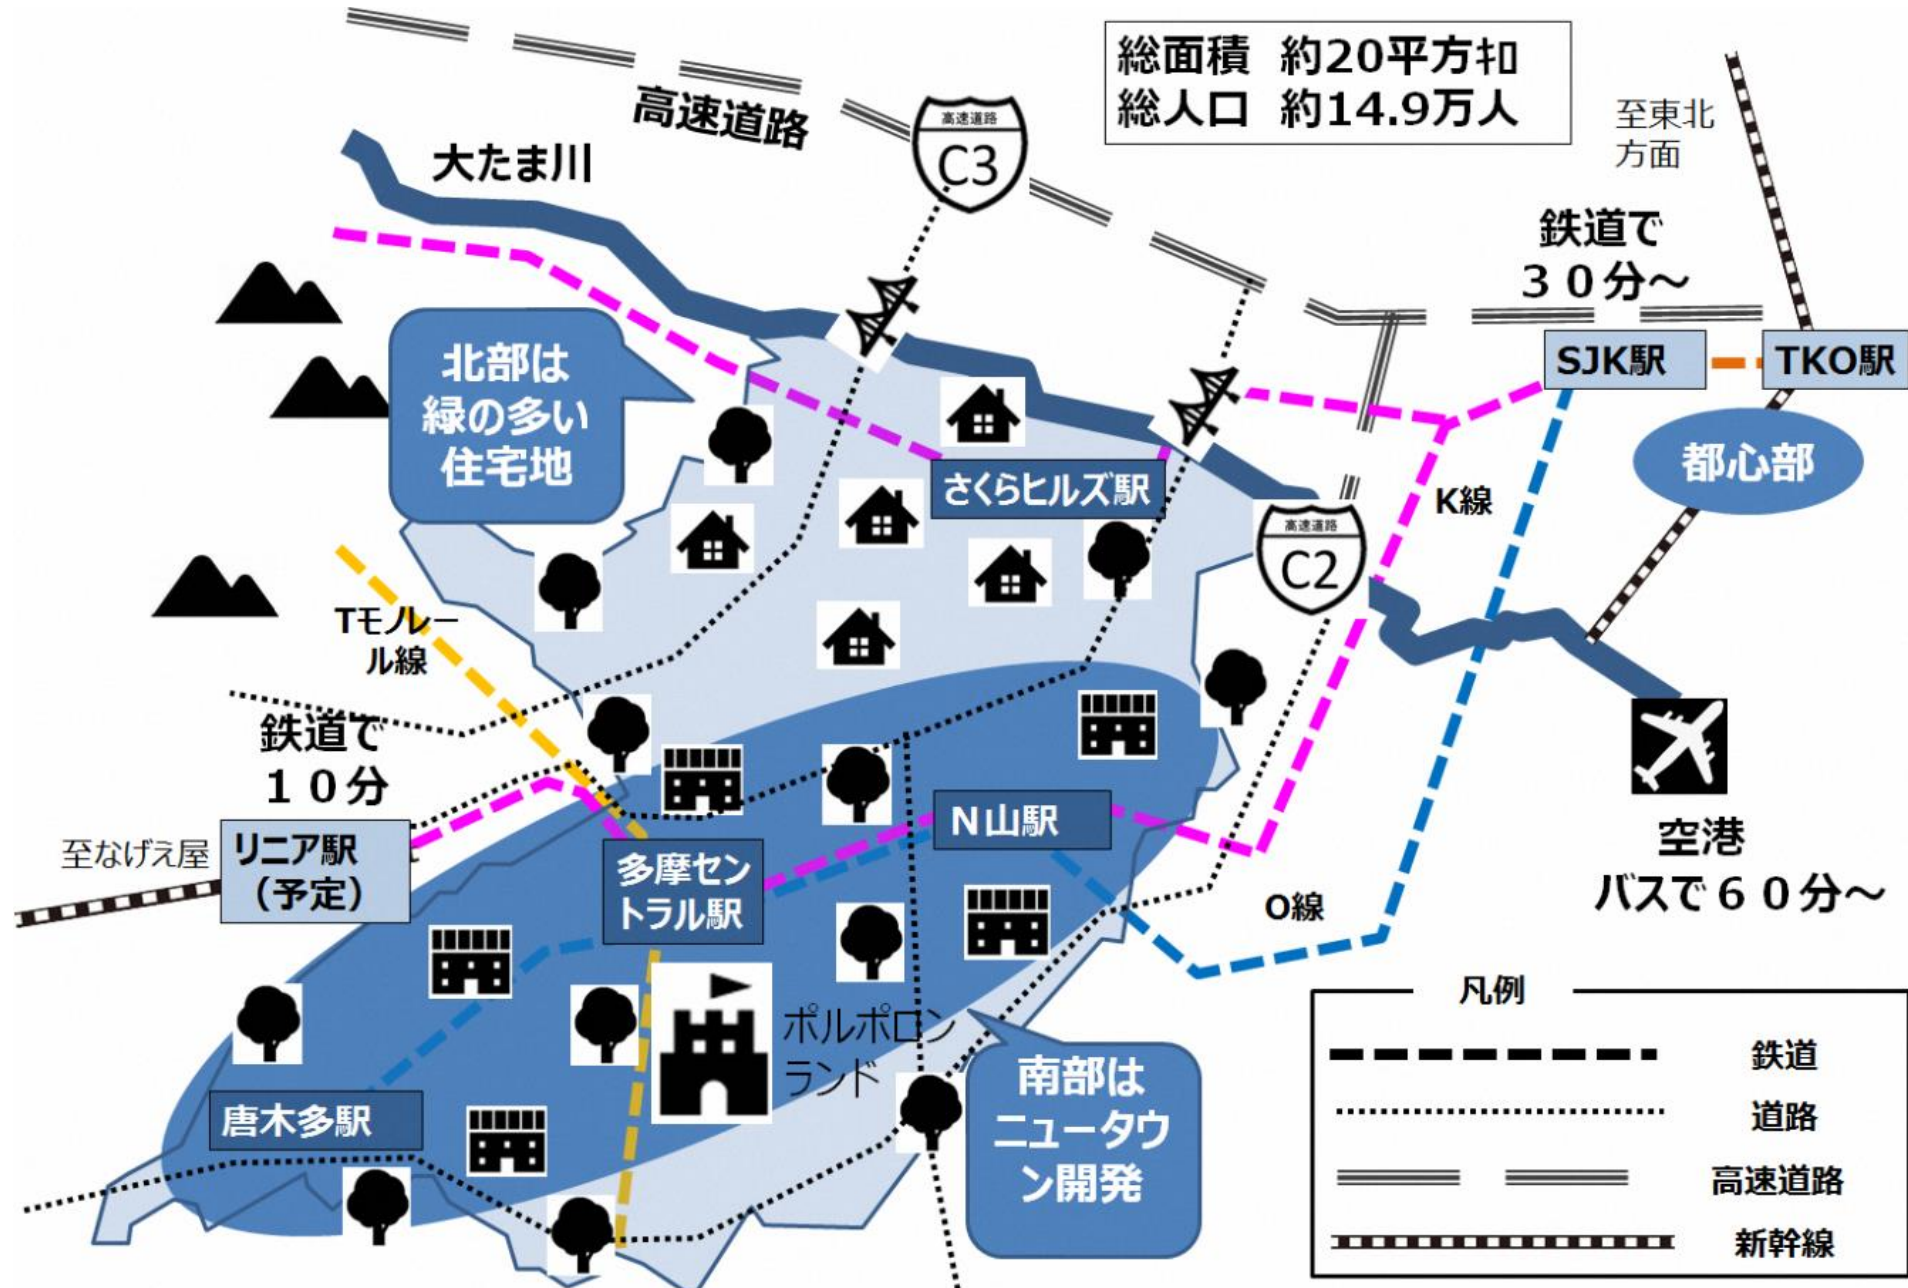 総面積 約20平方㌔
総人口 約14.9万人
高速道路
高速道路
C3
大たま川
至東北
方面
鉄道で
30分～
SJK駅
TKO駅
都心部
北部は
緑の多い
住宅地
さくらヒルズ駅
K線
高速道路
C2
Tモノレー
ル線
鉄道で
10分
至なげえ屋
リニア駅
(予定)
多摩セン
トラル駅
N山駅
O線
空港
バスで60分～
ポルポロン
ランド
唐木多駅
南部は
ニュータウ
ン開発
凡例
鉄道
道路
高速道路
新幹線